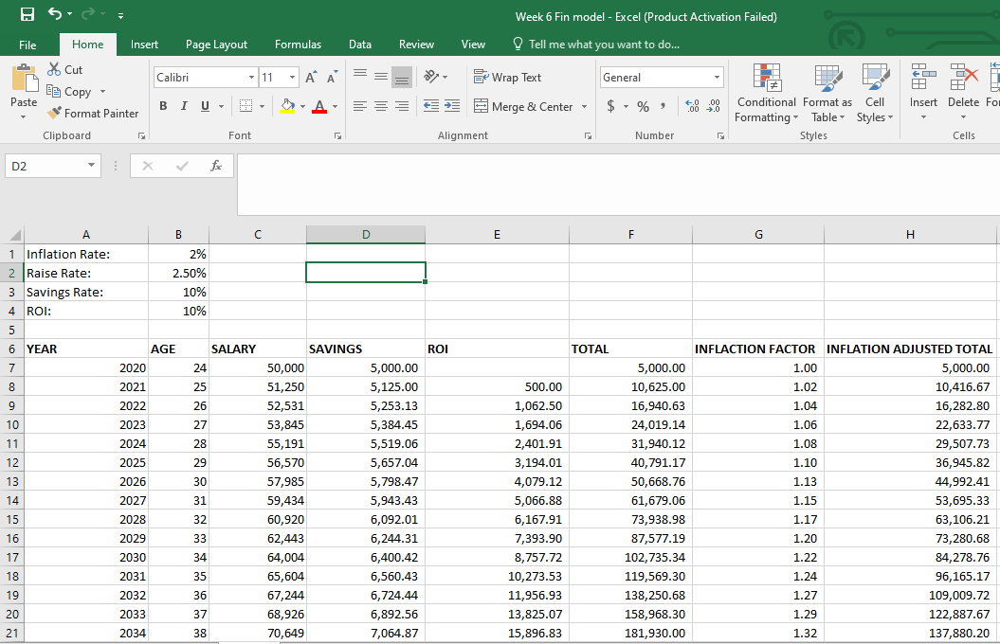 Week 6 Fin model - Excel (Product Activation Failed)
File Home Insert Page Layout Formulas Data Review View Tell me what you want to do...
Paste
Cut
Copy
Format Painter
Clipboard
Calibri 11 A A
B I U A
Font
Wrap Text
Merge & Center
Alignment
General
$ % , .0 .00 .00 .0
Number
Conditional Formatting
Format as Table
Cell Styles
Styles
Insert Delete For
Cells
D2 fx
A B C D E F G H
1 Inflation Rate: 2%
2 Raise Rate: 2.50%
3 Savings Rate: 10%
4 ROI: 10%
5
6 YEAR AGE SALARY SAVINGS ROI TOTAL INFLACTION FACTOR INFLATION ADJUSTED TOTAL
7 2020 24 50,000 5,000.00 5,000.00 1.00 5,000.00
8 2021 25 51,250 5,125.00 500.00 10,625.00 1.02 10,416.67
9 2022 26 52,531 5,253.13 1,062.50 16,940.63 1.04 16,282.80
10 2023 27 53,845 5,384.45 1,694.06 24,019.14 1.06 22,633.77
11 2024 28 55,191 5,519.06 2,401.91 31,940.12 1.08 29,507.73
12 2025 29 56,570 5,657.04 3,194.01 40,791.17 1.10 36,945.82
13 2026 30 57,985 5,798.47 4,079.12 50,668.76 1.13 44,992.41
14 2027 31 59,434 5,943.43 5,066.88 61,679.06 1.15 53,695.33
15 2028 32 60,920 6,092.01 6,167.91 73,938.98 1.17 63,106.21
16 2029 33 62,443 6,244.31 7,393.90 87,577.19 1.20 73,280.68
17 2030 34 64,004 6,400.42 8,757.72 102,735.34 1.22 84,278.76
18 2031 35 65,604 6,560.43 10,273.53 119,569.30 1.24 96,165.17
19 2032 36 67,244 6,724.44 11,956.93 138,250.68 1.27 109,009.72
20 2033 37 68,926 6,892.56 13,825.07 158,968.30 1.29 122,887.67
21 2034 38 70,649 7,064.87 15,896.83 181,930.00 1.32 137,880.20